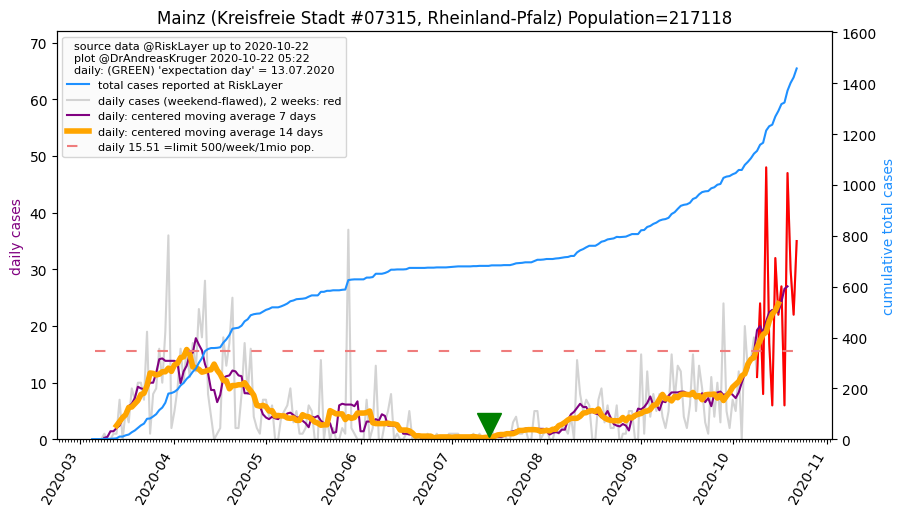 Mainz (Kreisfreie Stadt #07315, Rheinland-Pfalz) Population=217118
source data @RiskLayer up to 2020-10-22
plot @DrAndreasKruger 2020-10-22 05:22
daily: (GREEN) 'expectation day' = 13.07.2020
total cases reported at RiskLayer
daily cases (weekend-flawed), 2 weeks: red
daily: centered moving average 7 days
daily: centered moving average 14 days
daily 15.51 =limit 500/week/1mio pop.
daily cases
70
60
50
40
30
20
10
0
cumulative total cases
1600
1400
1200
1000
800
600
400
200
0
2020-03
2020-04
2020-05
2020-06
2020-07
2020-08
2020-09
2020-10
2020-11